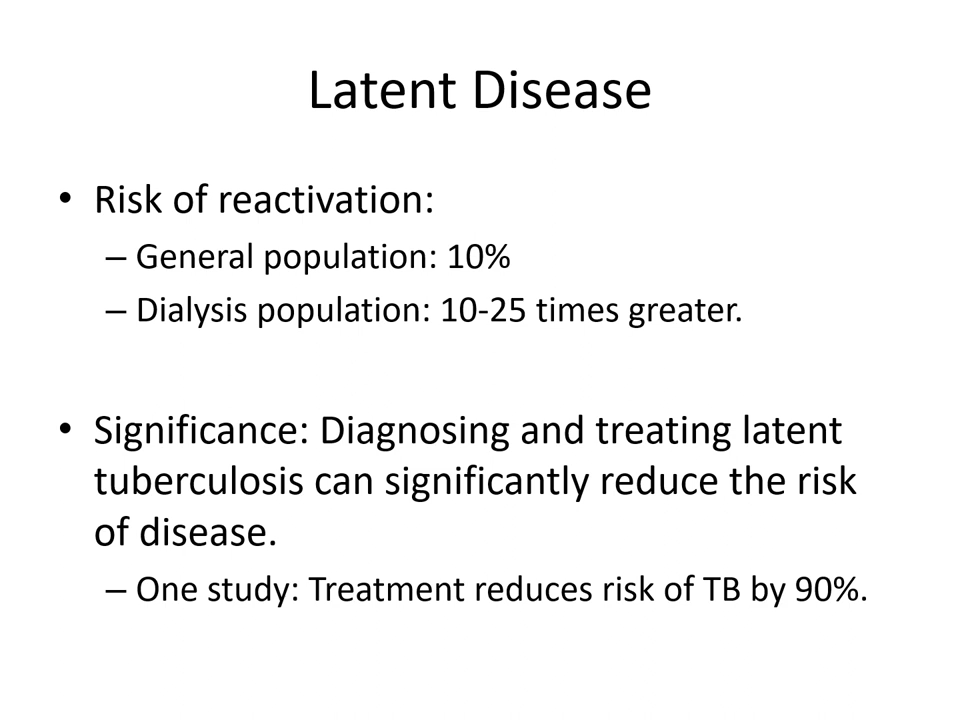 Latent Disease
• Risk of reactivation:
– General population: 10%
– Dialysis population: 10-25 times greater.
• Significance: Diagnosing and treating latent
tuberculosis can significantly reduce the risk
of disease.
– One study: Treatment reduces risk of TB by 90%.